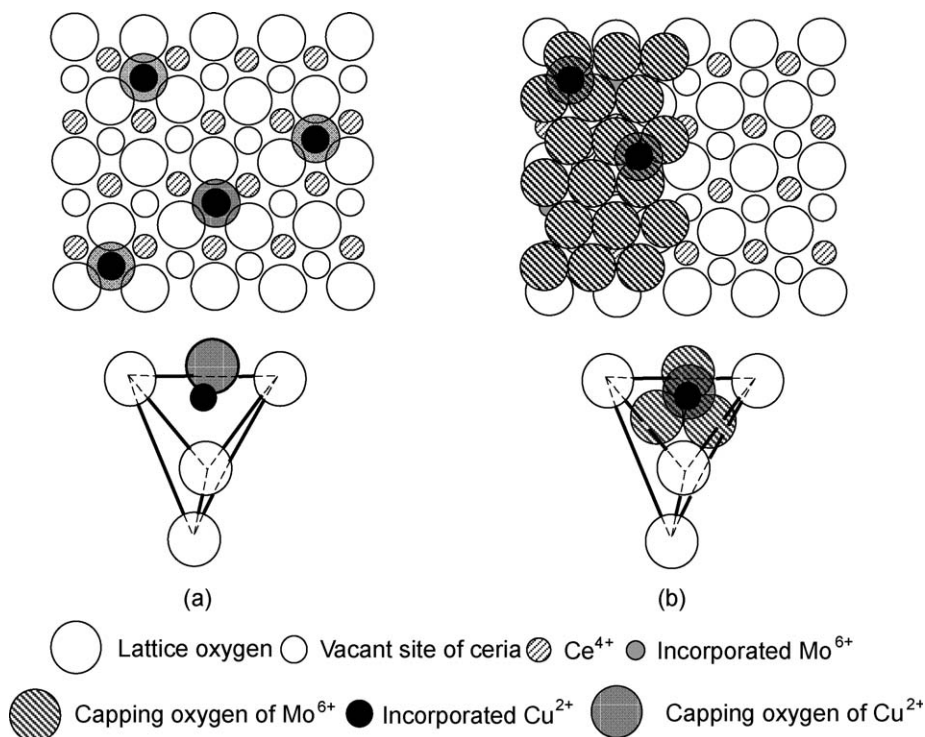 (a) (b)
Lattice oxygen Vacant site of ceria Ce⁴⁺ Incorporated Mo⁶⁺
Capping oxygen of Mo⁶⁺ Incorporated Cu²⁺ Capping oxygen of Cu²⁺